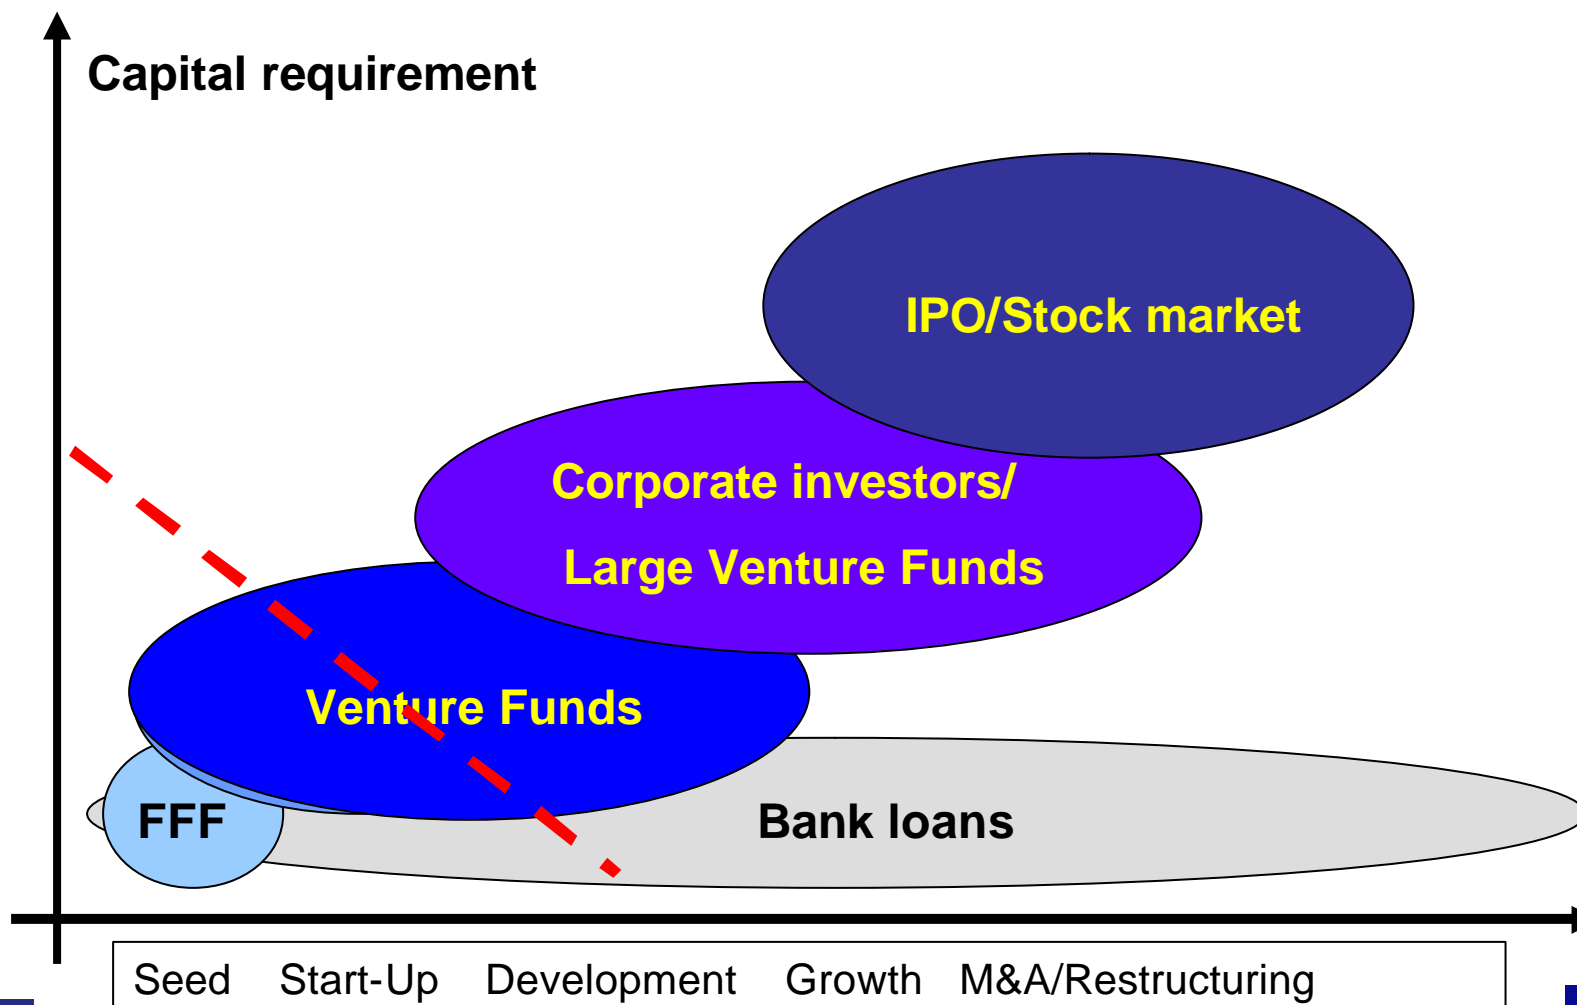 Capital requirement
IPO/Stock market
Corporate investors/
Large Venture Funds
Venture Funds
FFF
Bank loans
Seed Start-Up Development Growth M&A/Restructuring